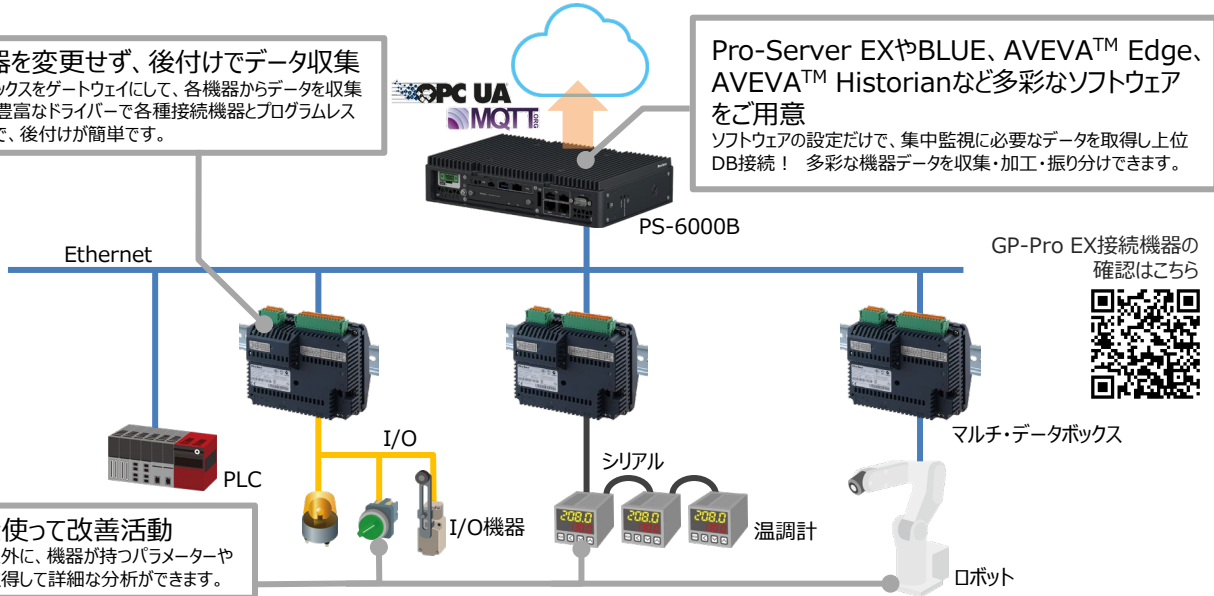 器を変更せず、後付けでデータ収集
ックスをゲートウェイにして、各機器からデータを収集
豊富なドライバーで各種接続機器とプログラムレス
で、後付けが簡単です。
OPC UA
MQTT
.ORG
Pro-Server EXやBLUE、AVEVA™ Edge、
AVEVA™ Historianなど多彩なソフトウェア
をご用意
ソフトウェアの設定だけで、集中監視に必要なデータを取得し上位
DB接続！ 多彩な機器データを収集・加工・振り分けできます。
PS-6000B
Ethernet
GP-Pro EX接続機器の
確認はこちら
マルチ・データボックス
PLC
I/O
I/O機器
シリアル
208.0
208.0
208.0
温調計
ロボット
使って改善活動
外に、機器が持つパラメーターや
得して詳細な分析ができます。